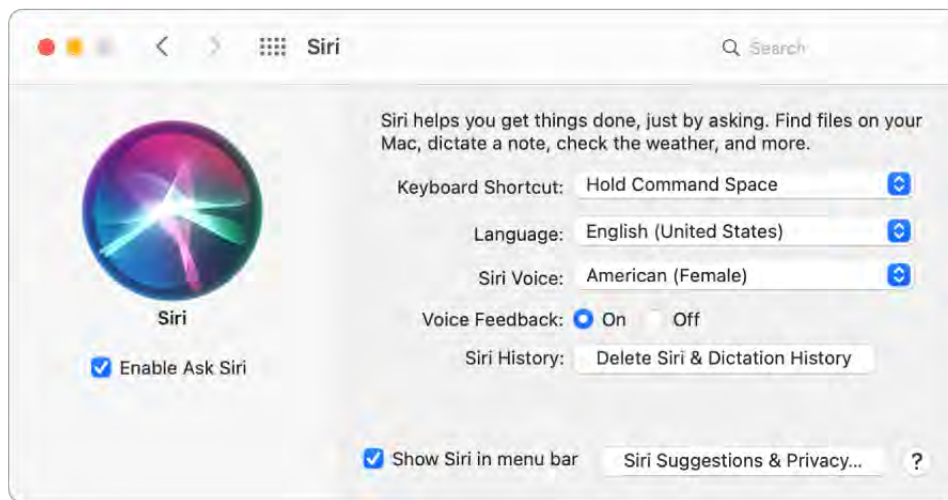 Siri
Search
Siri helps you get things done, just by asking. Find files on your
Mac, dictate a note, check the weather, and more.
Keyboard Shortcut: Hold Command Space
Language: English (United States)
Siri Voice: American (Female)
Siri
Voice Feedback: On Off
Enable Ask Siri
Siri History: Delete Siri & Dictation History
Show Siri in menu bar
Siri Suggestions & Privacy...
?